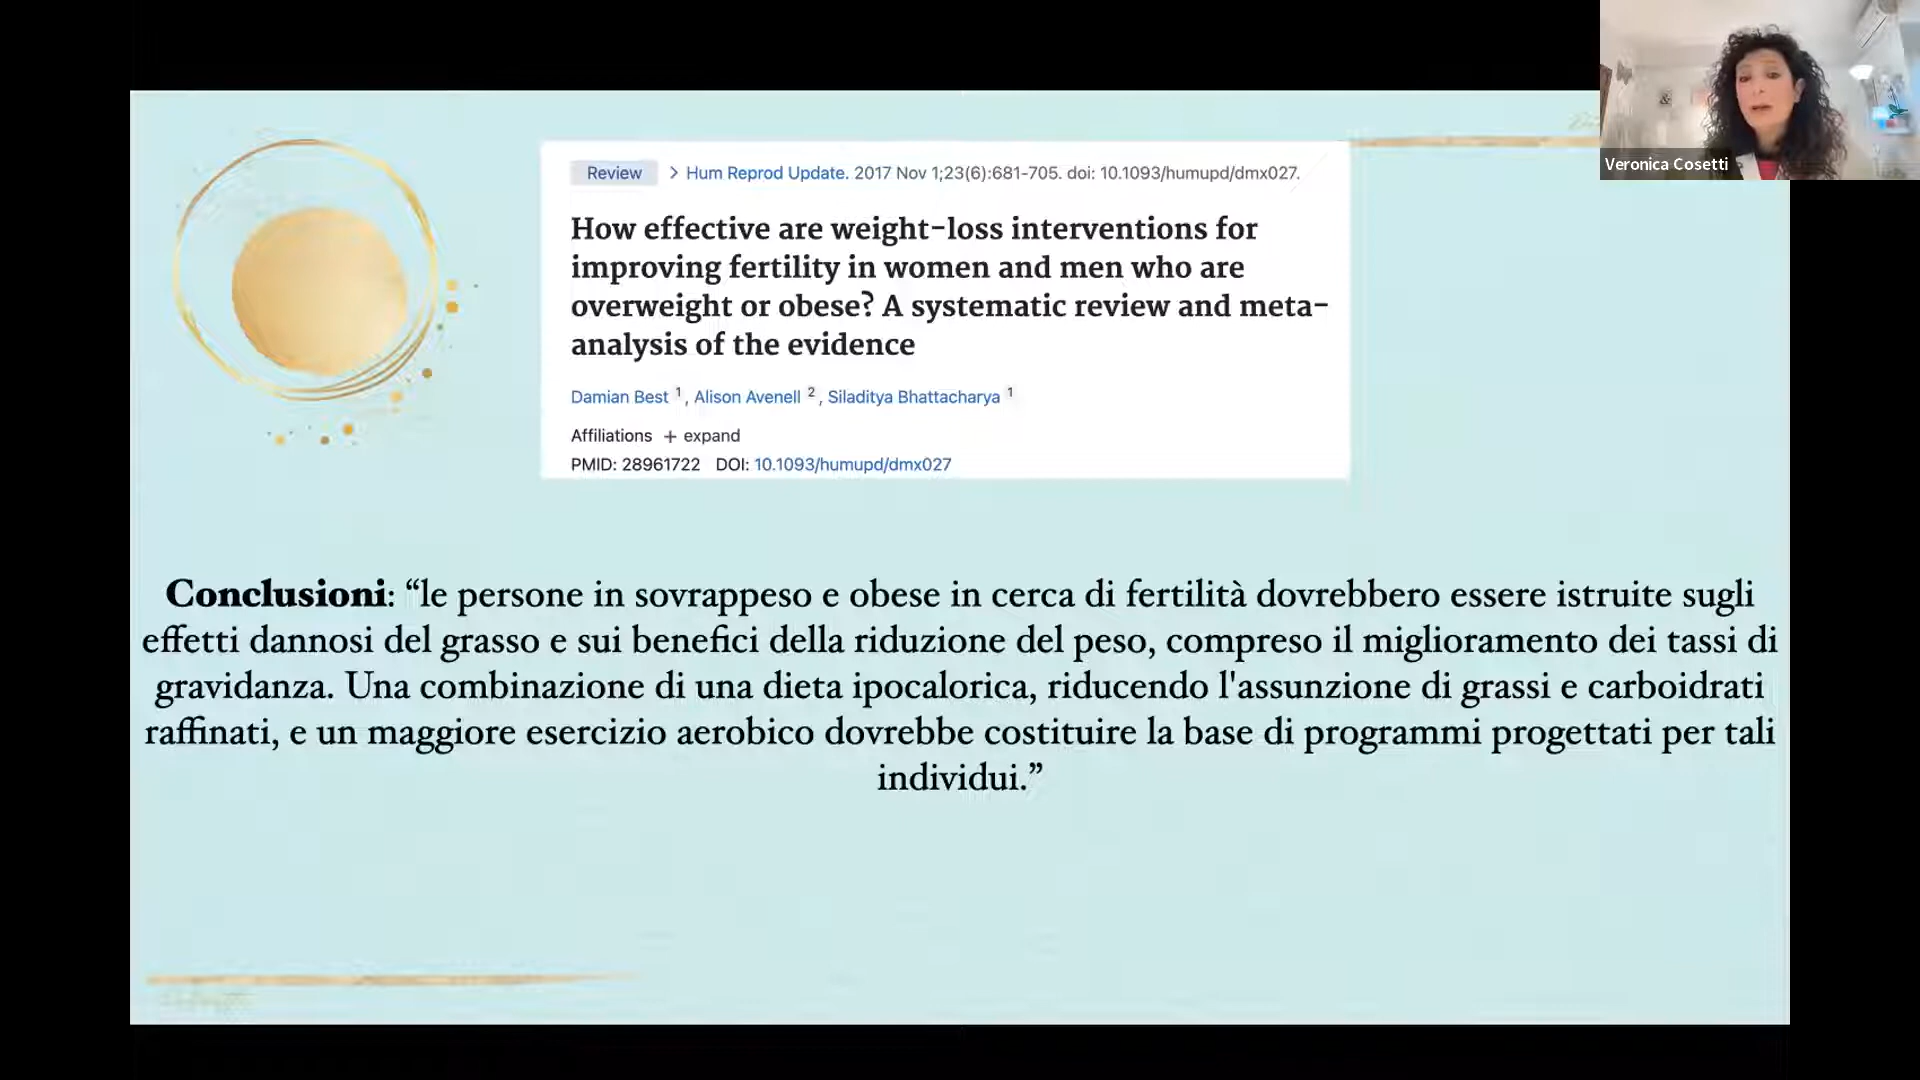 Review > Hum Reprod Update. 2017 Nov 1;23(6):681-705. doi: 10.1093/humupd/dmx027.
How effective are weight-loss interventions for
improving fertility in women and men who are
overweight or obese? A systematic review and meta-
analysis of the evidence
Damian Best 1, Alison Avenell 2, Siladitya Bhattacharya 1
Affiliations + expand
PMID: 28961722 DOI: 10.1093/humupd/dmx027
Veronica Cosetti
Conclusioni: “le persone in sovrappeso e obese in cerca di fertilità dovrebbero essere istruite sugli
effetti dannosi del grasso e sui benefici della riduzione del peso, compreso il miglioramento dei tassi di
gravidanza. Una combinazione di una dieta ipocalorica, riducendo l'assunzione di grassi e carboidrati
raffinati, e un maggiore esercizio aerobico dovrebbe costituire la base di programmi progettati per tali
individui.”